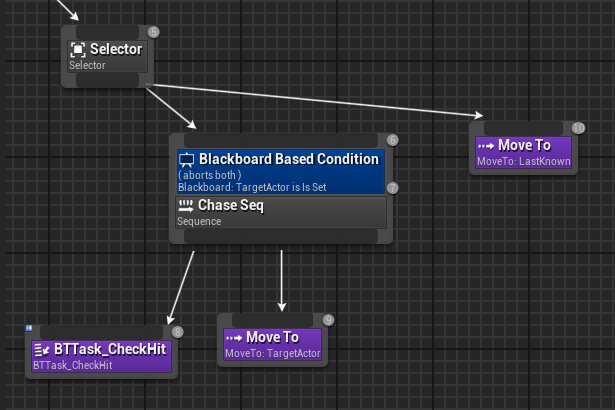 5
Selector
Selector
6
Blackboard Based Condition
( aborts both )
Blackboard: TargetActor is Is Set
7
Chase Seq
Sequence
10
Move To
MoveTo: LastKnown
8
BTTask_CheckHit
BTTask_CheckHit
9
Move To
MoveTo: TargetActor